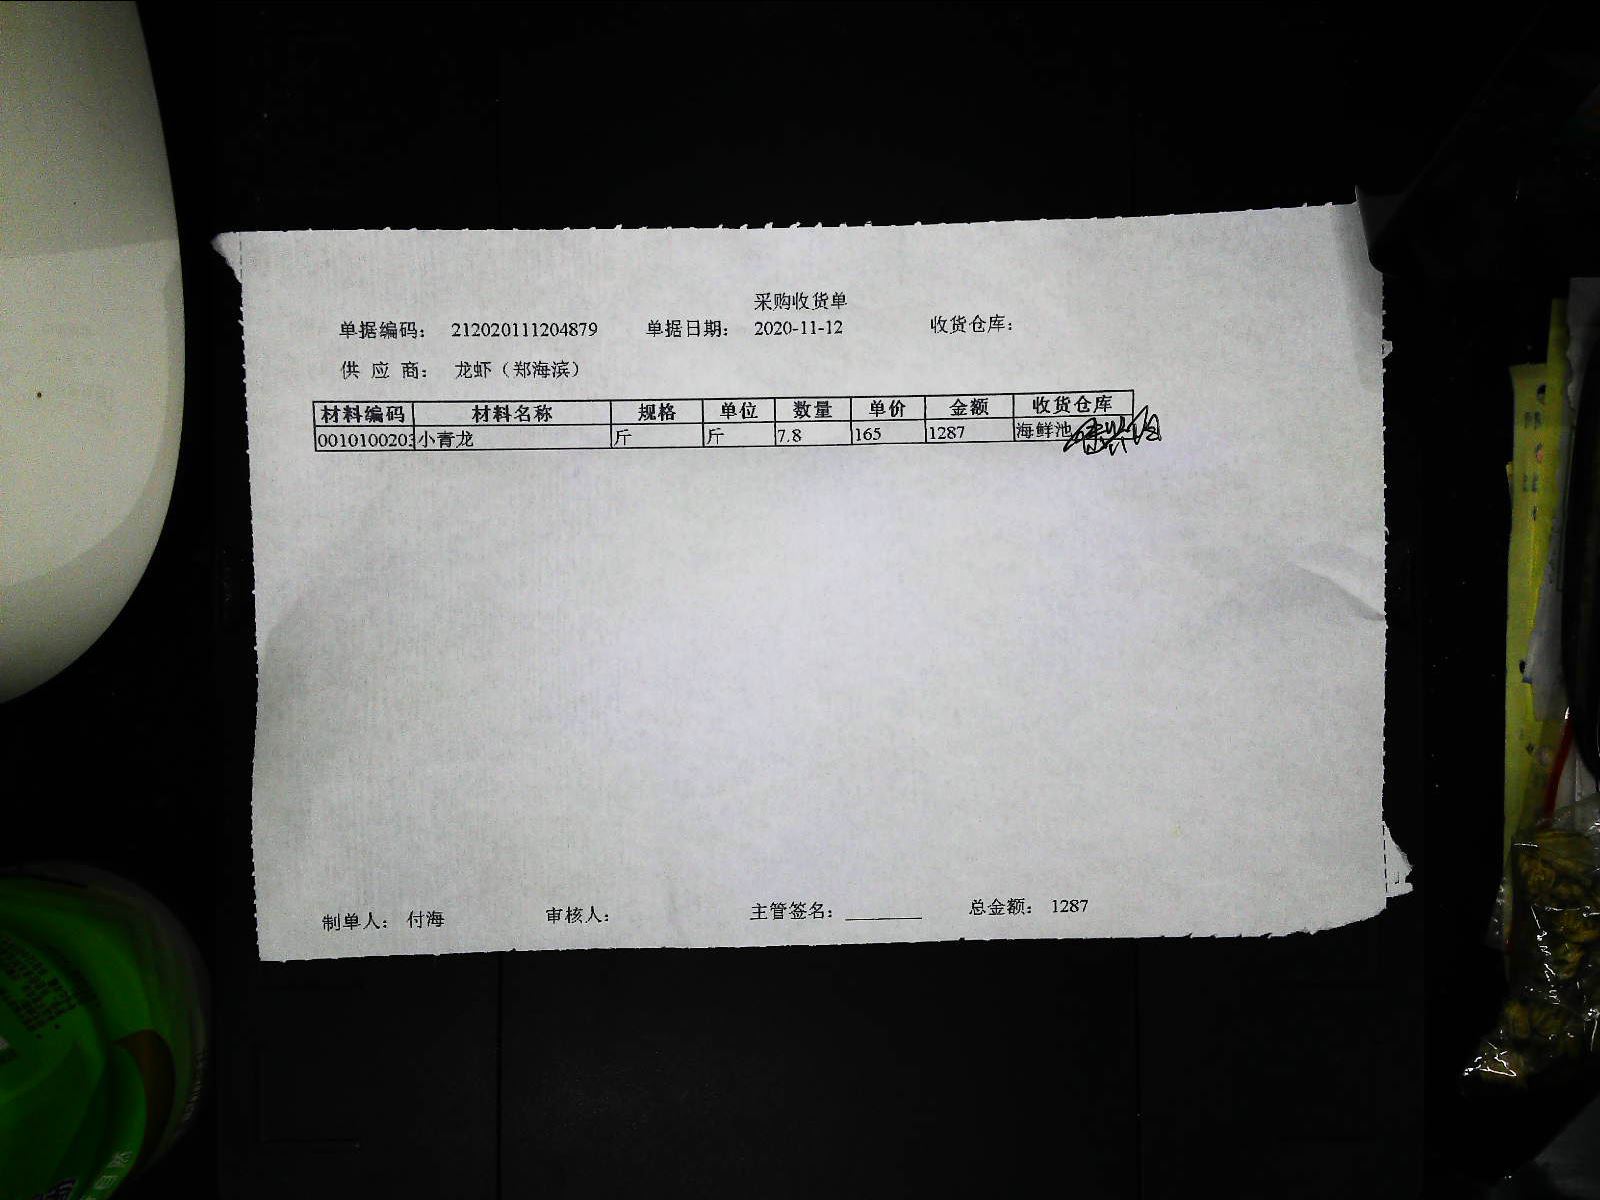 采购收货单
单据编码： 212020111204879 单据日期： 2020-11-12 收货仓库：
供 应 商： 龙虾（郑海滨）
材料编码 材料名称 规格 单位 数量 单价 金额 收货仓库
0010100203 小青龙 斤 斤 7.8 165 1287 海鲜池
制单人： 付海 审核人： 主管签名： 总金额： 1287